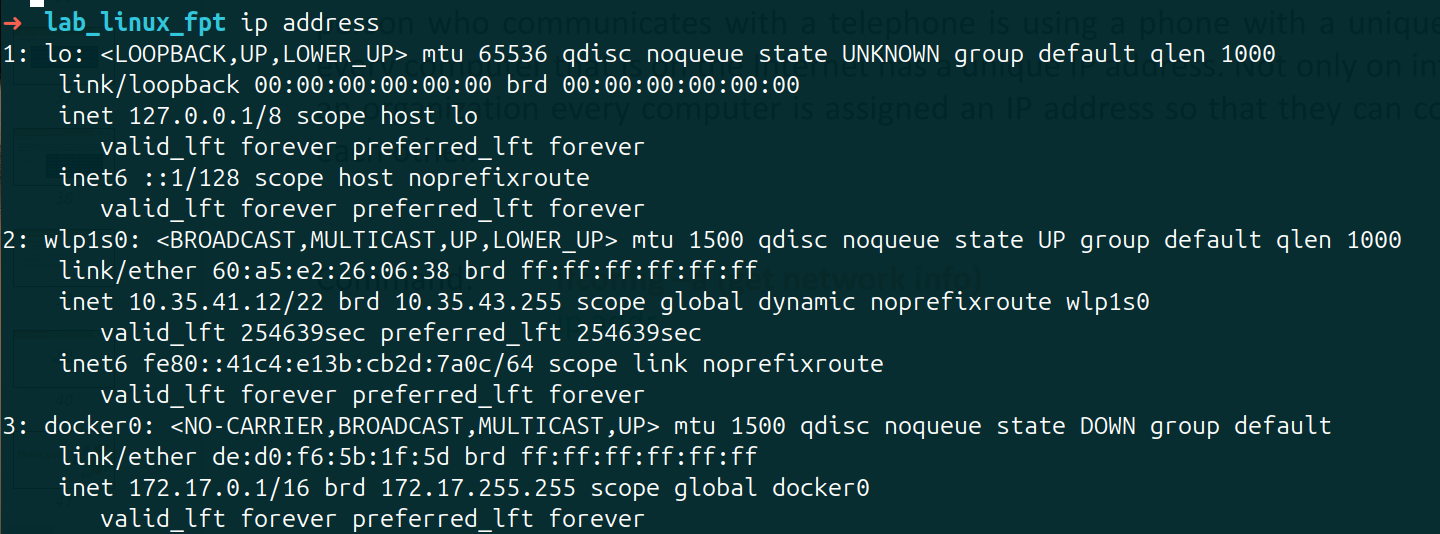 ➜ lab_linux_fpt ip address
1: lo: <LOOPBACK,UP,LOWER_UP> mtu 65536 qdisc noqueue state UNKNOWN group default qlen 1000
    link/loopback 00:00:00:00:00:00 brd 00:00:00:00:00:00
    inet 127.0.0.1/8 scope host lo
       valid_lft forever preferred_lft forever
    inet6 ::1/128 scope host noprefixroute
       valid_lft forever preferred_lft forever
2: wlp1s0: <BROADCAST,MULTICAST,UP,LOWER_UP> mtu 1500 qdisc noqueue state UP group default qlen 1000
    link/ether 60:a5:e2:26:06:38 brd ff:ff:ff:ff:ff:ff
    inet 10.35.41.12/22 brd 10.35.43.255 scope global dynamic noprefixroute wlp1s0
       valid_lft 254639sec preferred_lft 254639sec
    inet6 fe80::41c4:e13b:cb2d:7a0c/64 scope link noprefixroute
       valid_lft forever preferred_lft forever
3: docker0: <NO-CARRIER,BROADCAST,MULTICAST,UP> mtu 1500 qdisc noqueue state DOWN group default
    link/ether de:d0:f6:5b:1f:5d brd ff:ff:ff:ff:ff:ff
    inet 172.17.0.1/16 brd 172.17.255.255 scope global docker0
       valid_lft forever preferred_lft forever